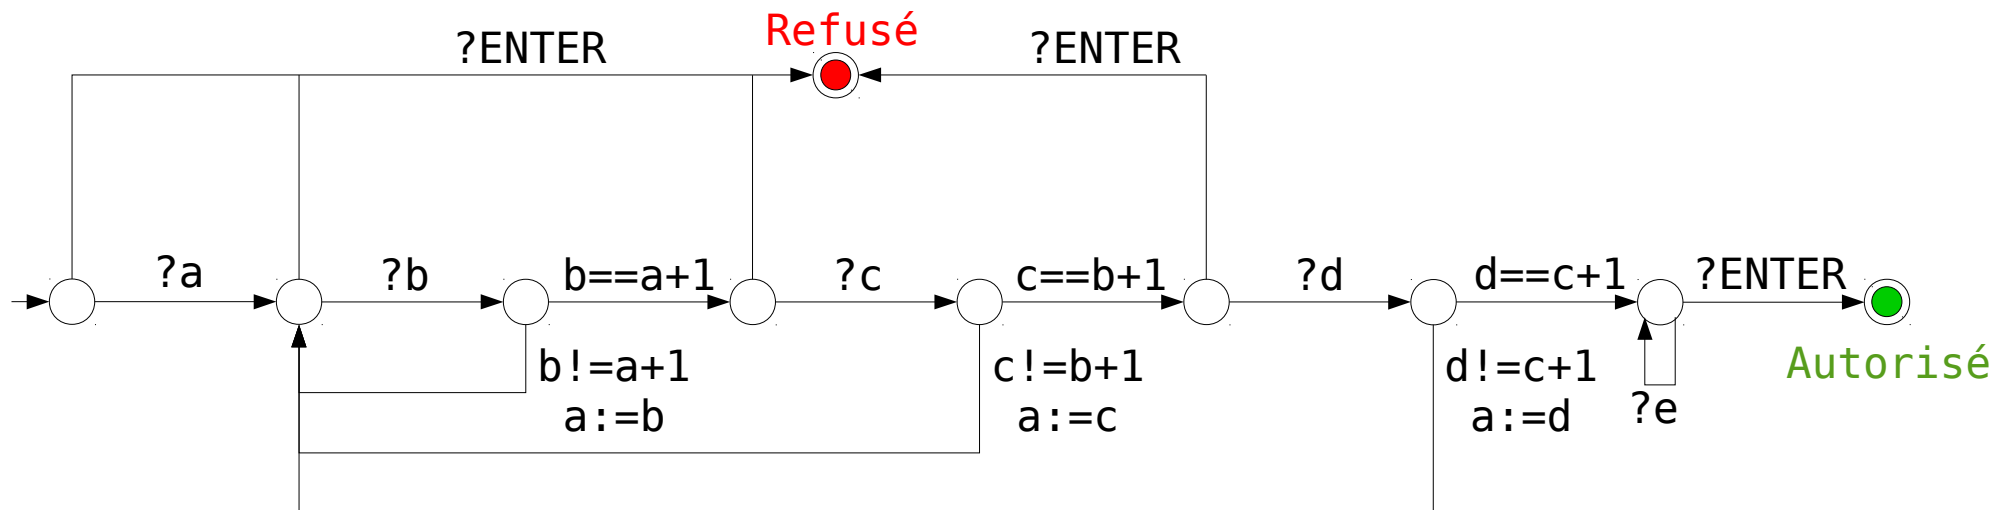 Refusé
?ENTER
?ENTER
?a
?b
b==a+1
?c
c==b+1
?d
d==c+1
?ENTER
b!=a+1
a:=b
c!=b+1
a:=c
d!=c+1
a:=d
?e
Autorisé